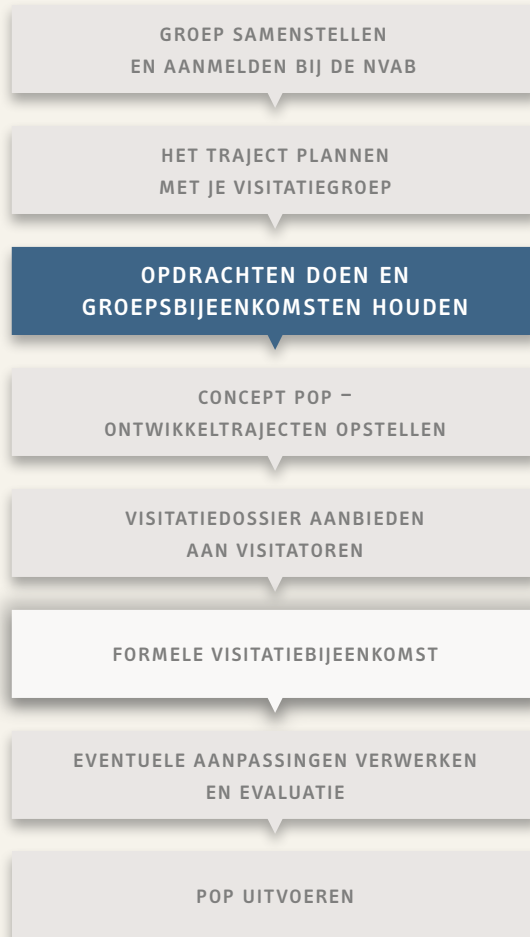 GROEP SAMENSTELLEN
EN AANMELDEN BIJ DE NVAB
HET TRAJECT PLANNEN
MET JE VISITATIEGROEP
OPDRACHTEN DOEN EN
GROEPSBIJEENKOMSTEN HOUDEN
CONCEPT POP –
ONTWIKKELTRAJECTEN OPSTELLEN
VISITATIEDOSSIER AANBIEDEN
AAN VISITATOREN
FORMELE VISITATIEBIJEENKOMST
EVENTUELE AANPASSINGEN VERWERKEN
EN EVALUATIE
POP UITVOEREN